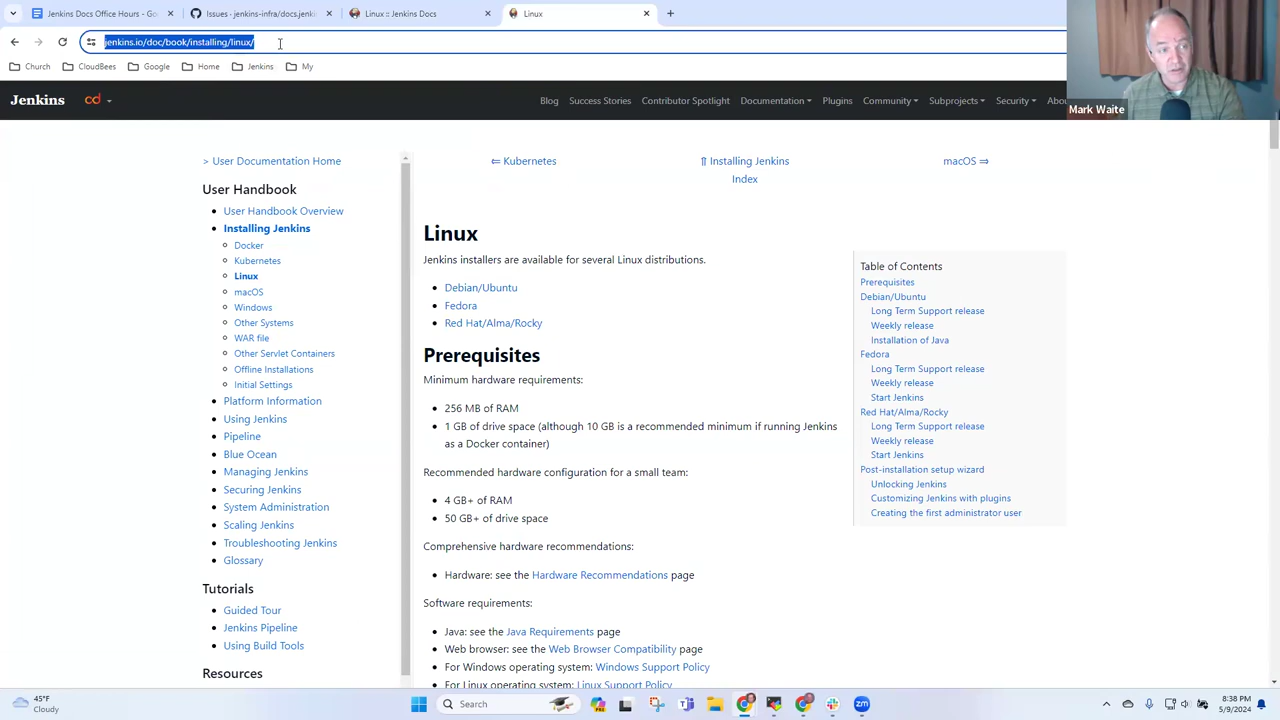 Jenkins Docs Office Hours - Goo
Issues · jenkins-infra/docs.jenki
Linux :: Jenkins Docs
Linux
jenkins.io/doc/book/installing/linux/
Church
CloudBees
Google
Home
Jenkins
My
Jenkins
cd
Blog
Success Stories
Contributor Spotlight
Documentation
Plugins
Community
Subprojects
Security
Abou
Mark Waite
> User Documentation Home
User Handbook
User Handbook Overview
Installing Jenkins
Docker
Kubernetes
Linux
macOS
Windows
Other Systems
WAR file
Other Servlet Containers
Offline Installations
Initial Settings
Platform Information
Using Jenkins
Pipeline
Blue Ocean
Managing Jenkins
Securing Jenkins
System Administration
Scaling Jenkins
Troubleshooting Jenkins
Glossary
Tutorials
Guided Tour
Jenkins Pipeline
Using Build Tools
Resources
⇐ Kubernetes
⇑ Installing Jenkins
Index
macOS ⇒
Linux
Jenkins installers are available for several Linux distributions.
Debian/Ubuntu
Fedora
Red Hat/Alma/Rocky
Prerequisites
Minimum hardware requirements:
256 MB of RAM
1 GB of drive space (although 10 GB is a recommended minimum if running Jenkins
as a Docker container)
Recommended hardware configuration for a small team:
4 GB+ of RAM
50 GB+ of drive space
Comprehensive hardware recommendations:
Hardware: see the Hardware Recommendations page
Software requirements:
Java: see the Java Requirements page
Web browser: see the Web Browser Compatibility page
For Windows operating system: Windows Support Policy
For Linux operating system: Linux Support Policy
Table of Contents
Prerequisites
Debian/Ubuntu
Long Term Support release
Weekly release
Installation of Java
Fedora
Long Term Support release
Weekly release
Start Jenkins
Red Hat/Alma/Rocky
Long Term Support release
Weekly release
Start Jenkins
Post-installation setup wizard
Unlocking Jenkins
Customizing Jenkins with plugins
Creating the first administrator user
45°F
Cloudy
Search
zm
8:38 PM
5/9/2024